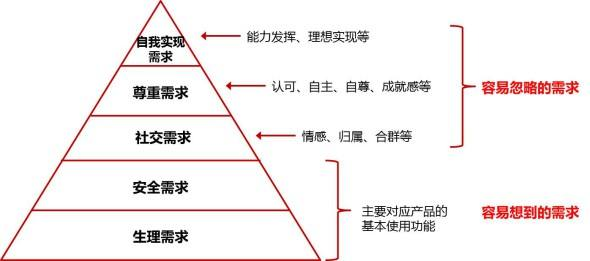 自我实现
需求
能力发挥、理想实现等
尊重需求
认可、自主、自尊、成就感等
容易忽略的需求
社交需求
情感、归属、合群等
安全需求
主要对应产品的
基本使用功能
容易想到的需求
生理需求